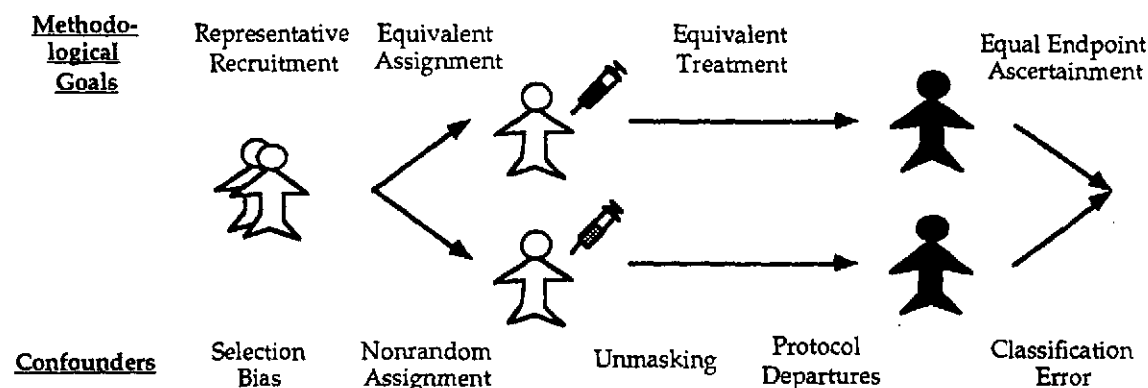 Methodo-
logical
Goals
Representative
Recruitment
Equivalent
Assignment
Equivalent
Treatment
Equal Endpoint
Ascertainment
Confounders
Selection
Bias
Nonrandom
Assignment
Unmasking
Protocol
Departures
Classification
Error